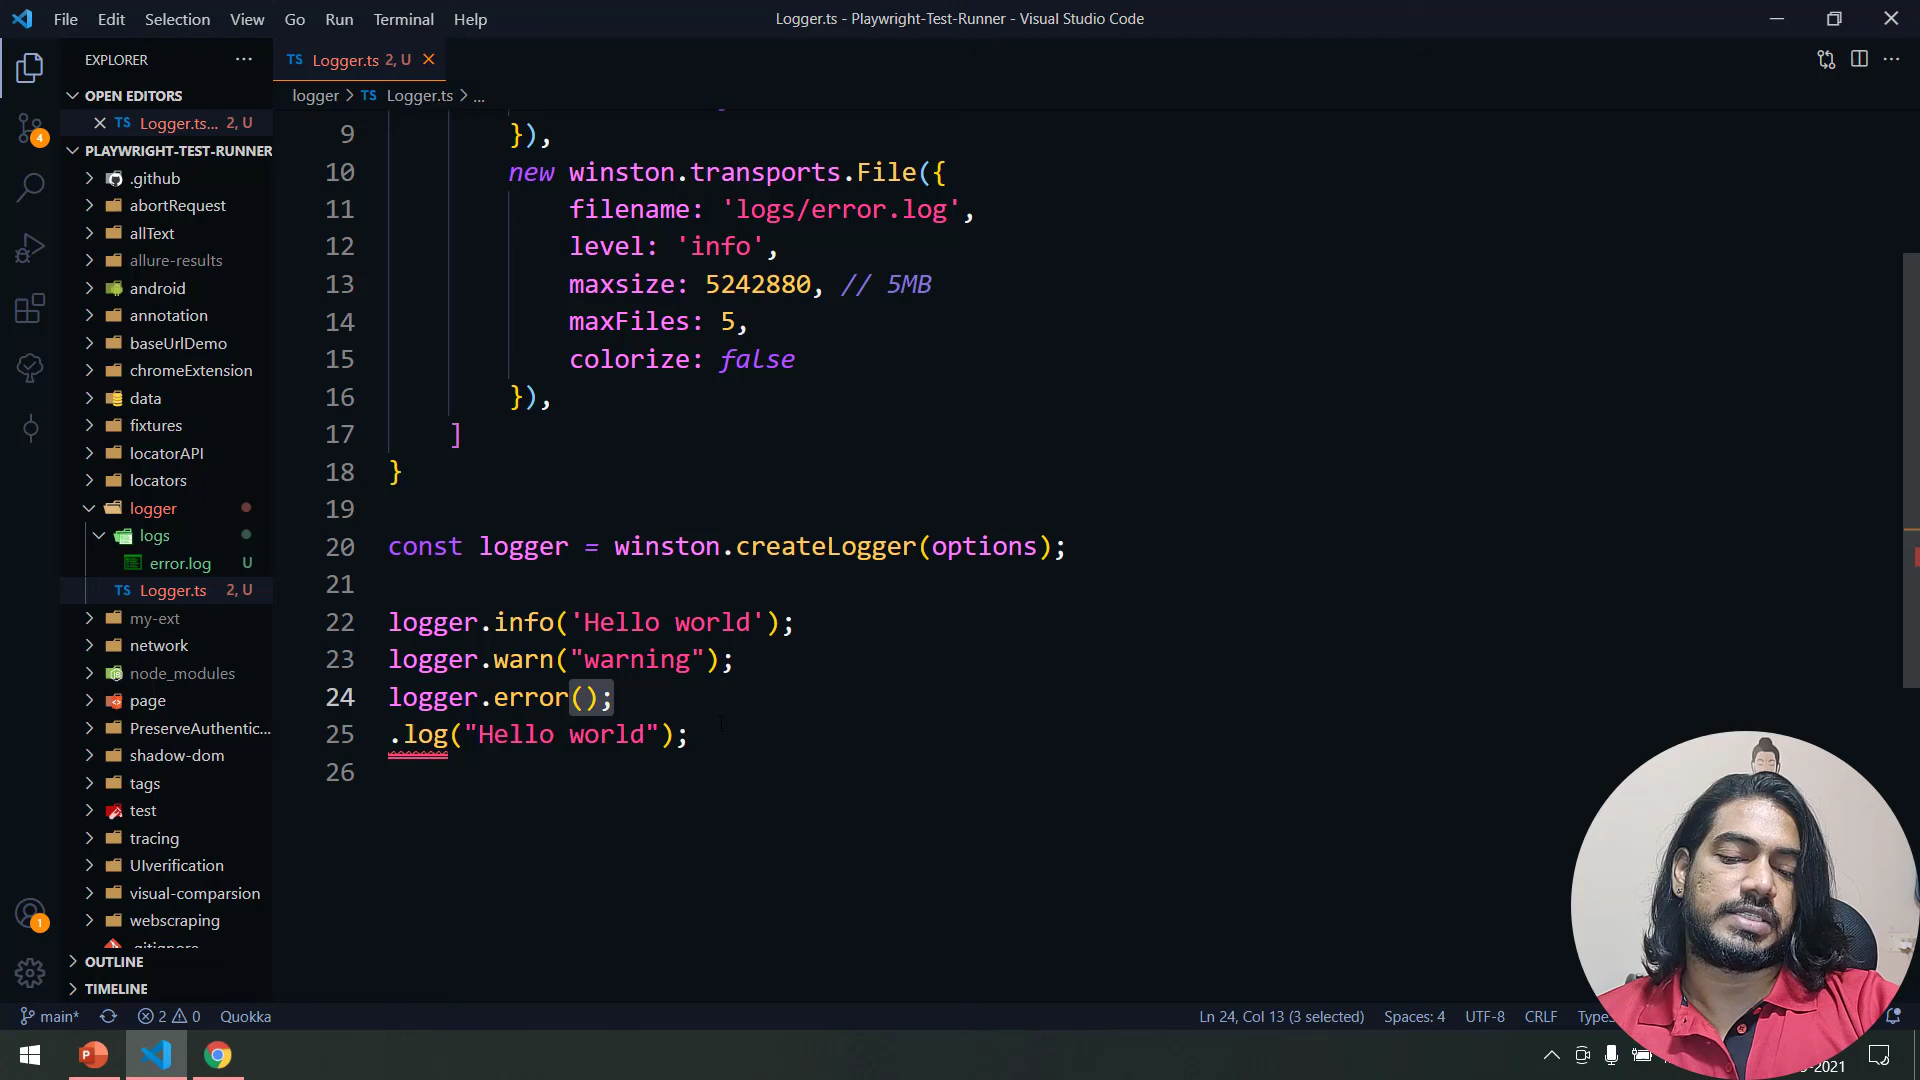 File Edit Selection View Go Run Terminal Help
Logger.ts - Playwright-Test-Runner - Visual Studio Code
EXPLORER
OPEN EDITORS
TS Logger.ts... 2, U
PLAYWRIGHT-TEST-RUNNER
.github
abortRequest
allText
allure-results
android
annotation
baseUrlDemo
chromeExtension
data
fixtures
locatorAPI
locators
logger
logs
error.log U
TS Logger.ts 2, U
my-ext
network
node_modules
page
PreserveAuthentic...
shadow-dom
tags
test
tracing
UIverification
visual-comparsion
webscraping
.gitignore
OUTLINE
TIMELINE
4
1
TS Logger.ts 2, U
logger > TS Logger.ts > ...
9 }),
10 new winston.transports.File({
11 filename: 'logs/error.log',
12 level: 'info',
13 maxsize: 5242880, // 5MB
14 maxFiles: 5,
15 colorize: false
16 }),
17 ]
18 }
19
20 const logger = winston.createLogger(options);
21
22 logger.info('Hello world');
23 logger.warn("warning");
24 logger.error();
25 .log("Hello world");
26
main* 2 0 Quokka
Ln 24, Col 13 (3 selected) Spaces: 4 UTF-8 CRLF